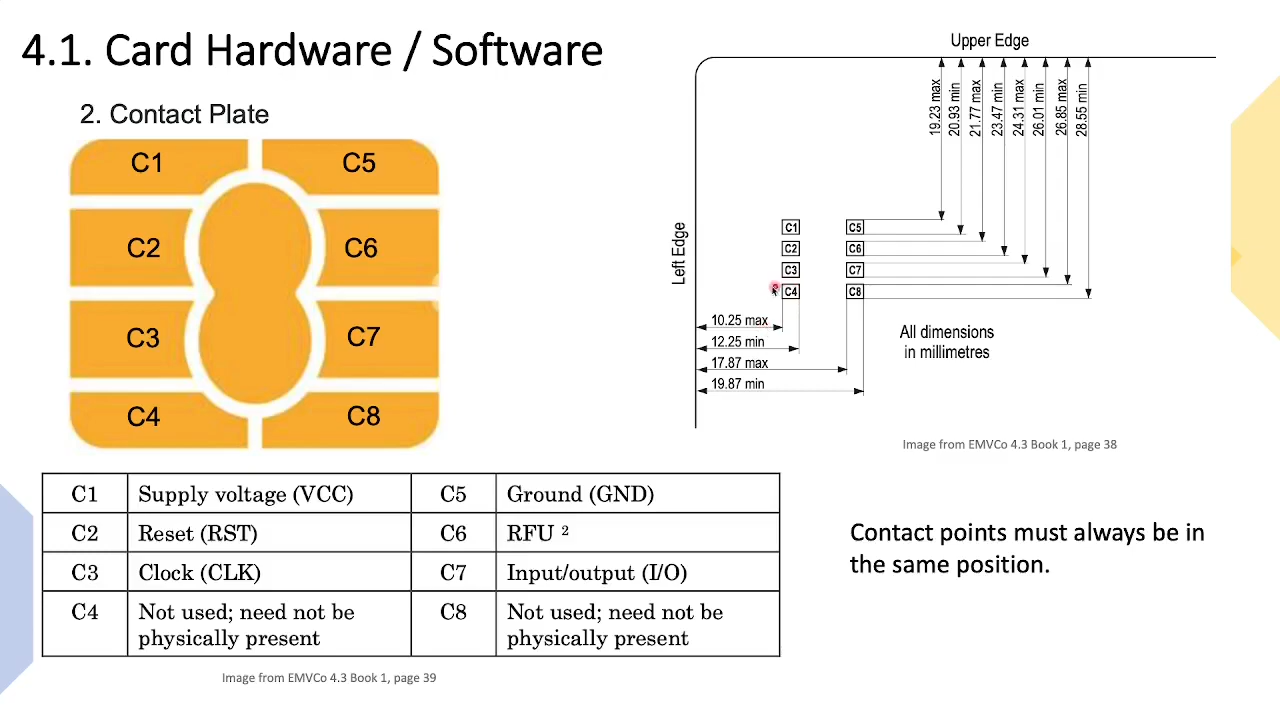 4.1. Card Hardware / Software
2. Contact Plate
C1
C5
C2
C6
C3
C7
C4
C8
Upper Edge
19.23 max
20.93 min
21.77 max
23.47 min
24.31 max
26.01 min
26.85 max
28.55 min
Left Edge
C1
C5
C2
C6
C3
C7
C4
C8
10.25 max
12.25 min
17.87 max
19.87 min
All dimensions
in millimetres
Image from EMVCo 4.3 Book 1, page 38
C1 Supply voltage (VCC) C5 Ground (GND)
C2 Reset (RST) C6 RFU ²
C3 Clock (CLK) C7 Input/output (I/O)
C4 Not used; need not be C8 Not used; need not be
physically present physically present
Image from EMVCo 4.3 Book 1, page 39
Contact points must always be in
the same position.